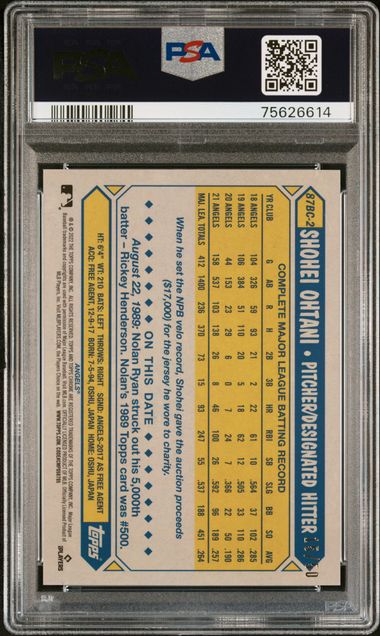 PSA
PSA
75626614
87BC-2
SHOHEI OHTANI • PITCHER/DESIGNATED HITTER
COMPLETE MAJOR LEAGUE BATTING RECORD
YR CLUB G AB R H 2B 3B HR RBI SB SLG BB SO AVG
18 ANGELS 104 326 59 93 21 2 22 61 10 .564 37 102 .285
19 ANGELS 106 384 51 110 20 5 18 62 12 .505 33 110 .286
20 ANGELS 44 153 23 29 6 0 7 24 7 .366 22 50 .190
21 ANGELS 158 537 103 138 26 8 46 100 26 .592 96 189 .257
MAJ. LEA. TOTALS 412 1400 236 370 73 15 93 247 55 .537 188 451 .264
When he set the NPB velo record, Shohei gave the auction proceeds
($17,000) for the jersey he wore to charity.
ON THIS DATE
August 22, 1989: Nolan Ryan struck out his 5,000th
batter – Rickey Henderson. Nolan's 1989 Topps card was #500.
Topps
HT: 6'4" WT: 210 BATS: LEFT THROWS: RIGHT SIGND: ANGELS-2017 AS FREE AGENT
ACQ: FREE AGENT, 12-9-17 BORN: 7-5-94, OSHU, JAPAN HOME: OSHU, JAPAN
ANGELS®